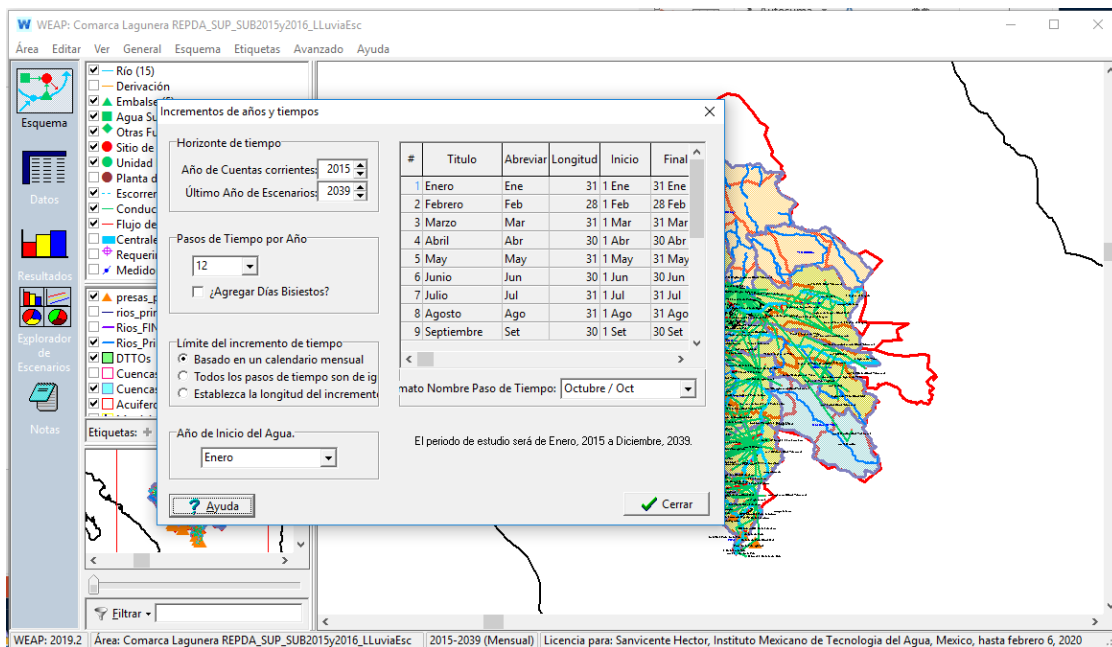 WEAP: Comarca Lagunera REPDA_SUP_SUB2015y2016_LLuviaEsc
Área Editar Ver General Esquema Etiquetas Avanzado Ayuda
Esquema
Datos
Resultados
Explorador
de
Escenarios
Notas
Río (15)
Derivación
Embalse
Agua Su
Otras Fu
Sitio de
Unidad
Planta d
Escorren
Conduc
Flujo de
Centrale
Requerir
Medido
presas_p
rios_prin
Rios_FIN
Rios_Pri
DTTOs
Cuencas
Cuencas
Acuifero
Etiquetas:
Filtrar
Incrementos de años y tiempos
Horizonte de tiempo
Año de Cuentas corrientes: 2015
Último Año de Escenarios: 2039
Pasos de Tiempo por Año
12
¿Agregar Días Bisiestos?
Límite del incremento de tiempo
Basado en un calendario mensual
Todos los pasos de tiempo son de ig
Establezca la longitud del increment
Año de Inicio del Agua.
Enero
Ayuda
# Titulo Abreviar Longitud Inicio Final
1 Enero Ene 31 1 Ene 31 Ene
2 Febrero Feb 28 1 Feb 28 Feb
3 Marzo Mar 31 1 Mar 31 Mar
4 Abril Abr 30 1 Abr 30 Abr
5 May May 31 1 May 31 May
6 Junio Jun 30 1 Jun 30 Jun
7 Julio Jul 31 1 Jul 31 Jul
8 Agosto Ago 31 1 Ago 31 Ago
9 Septiembre Set 30 1 Set 30 Set
mato Nombre Paso de Tiempo: Octubre / Oct
El periodo de estudio será de Enero, 2015 a Diciembre, 2039.
Cerrar
WEAP: 2019.2 Área: Comarca Lagunera REPDA_SUP_SUB2015y2016_LLuviaEsc 2015-2039 (Mensual) Licencia para: Sanvicente Hector, Instituto Mexicano de Tecnologia del Agua, Mexico, hasta febrero 6, 2020